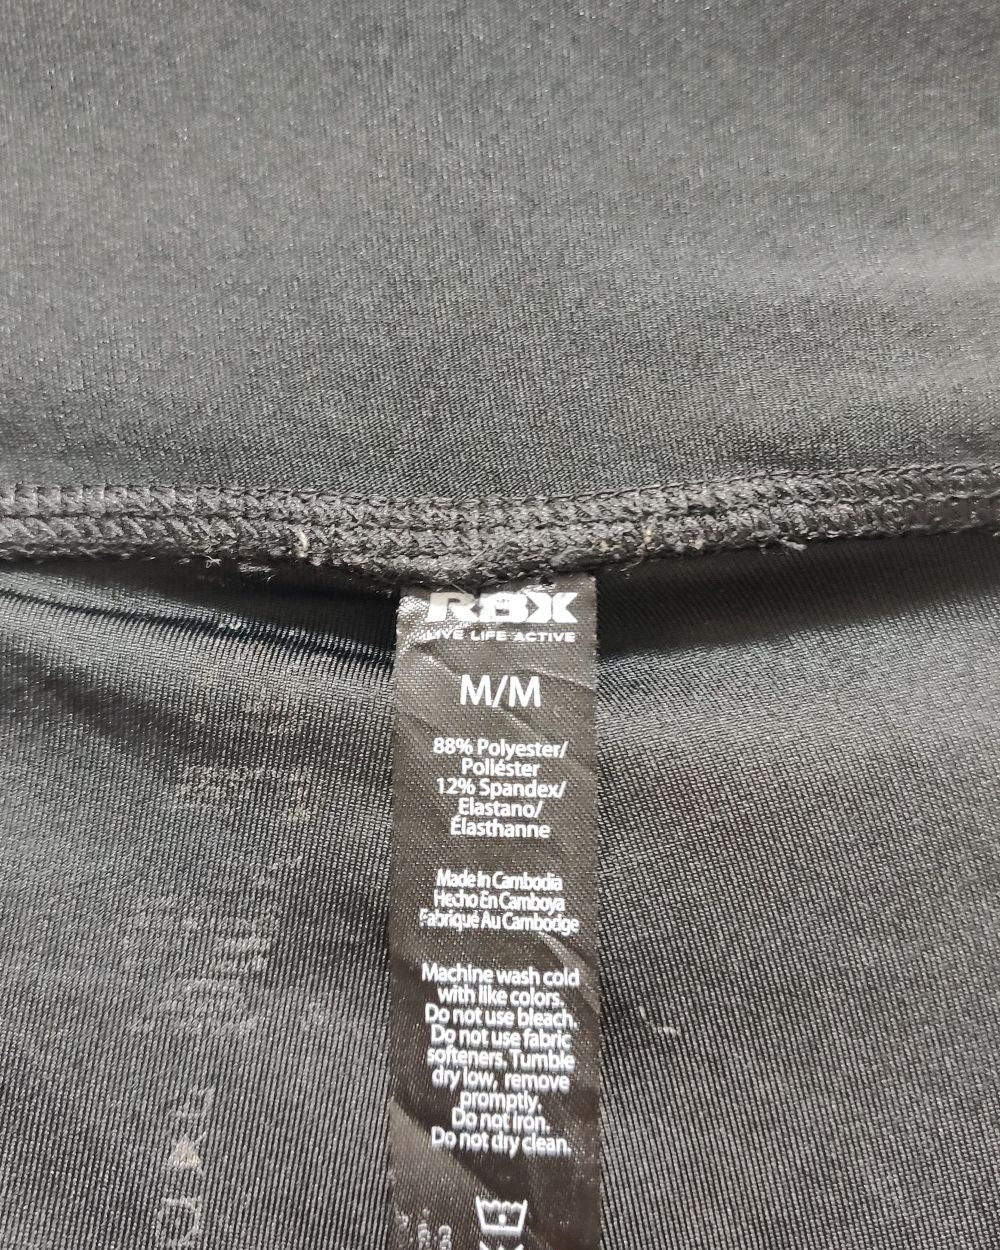 RBX
LIVE LIFE ACTIVE
M/M
88% Polyester/
Poliéster
12% Spandex/
Elastano/
Élasthanne
Made In Cambodia
Hecho En Camboya
Fabriqué Au Cambodge
Machine wash cold
with like colors.
Do not use bleach.
Do not use fabric
softeners. Tumble
dry low, remove
promptly.
Do not iron.
Do not dry clean.